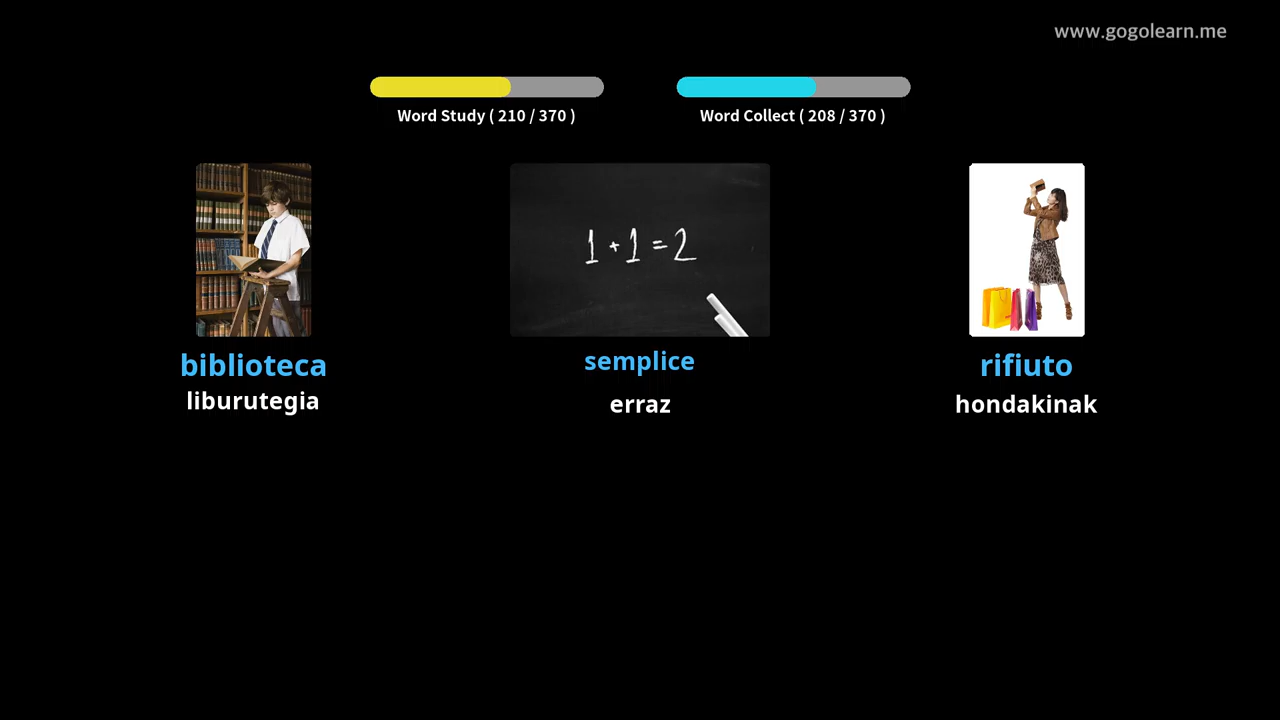 www.gogolearn.me
Word Study ( 210 / 370 )
Word Collect ( 208 / 370 )
1 + 1 = 2
biblioteca
liburutegia
semplice
erraz
rifiuto
hondakinak